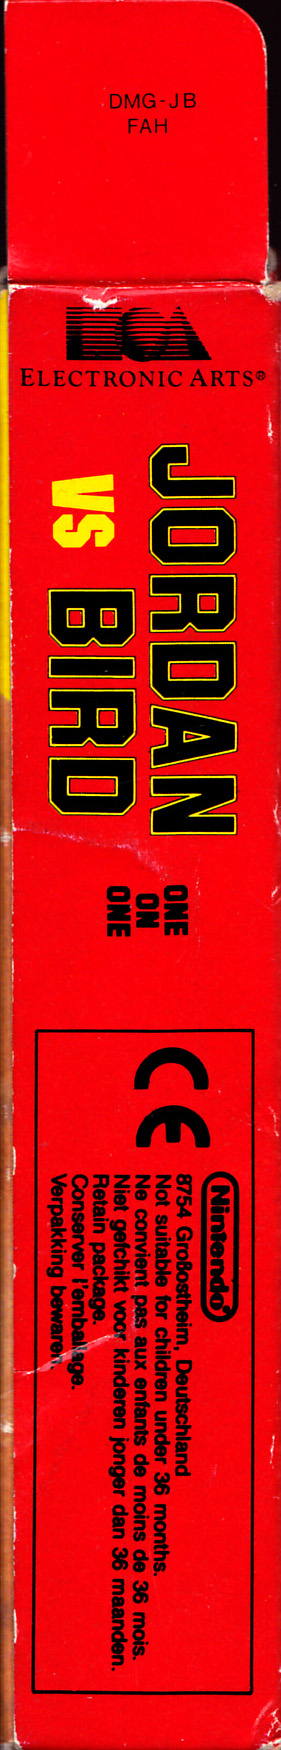 DMG-JB
FAH
ELECTRONIC ARTS®
JORDAN
VS BIRD
ONE
ON
ONE
CE
Nintendo®
8754 Großostheim, Deutschland
Not suitable for children under 36 months.
Ne convient pas aux enfants de moins de 36 mois.
Niet gefchikt voor kinderen jonger dan 36 maanden.
Retain package.
Conserver l'emballage.
Verpakking bewaren.